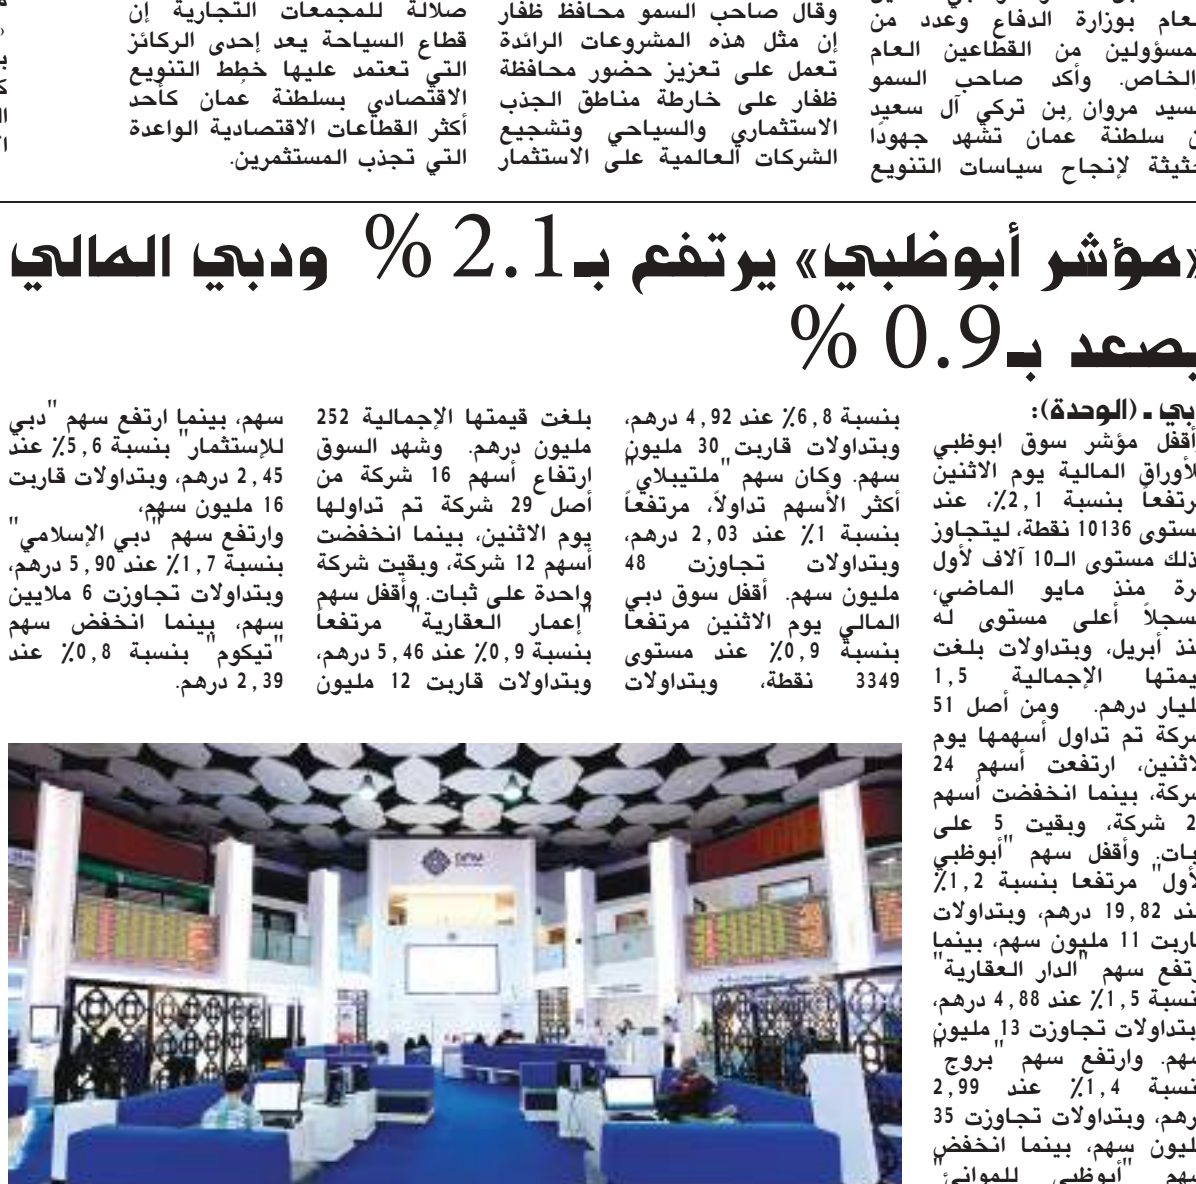 لعام بوزارة الدفاع وعدد من
لمسؤولين من القطاعين العام
الخاص. وأكد صاحب السمو
لسيد مروان بن تركي آل سعيد
ن سلطنة عمان تشهد جهودًا
حثيثة لإنجاح سياسات التنويع
وقال صاحب السمو محافظ ظفار
إن مثل هذه المشروعات الرائدة
تعمل على تعزيز حضور محافظة
ظفار على خارطة مناطق الجذب
الاستثماري والسياحي وتشجيع
الشركات العالمية على الاستثمار
صلالة للمجمعات التجارية إن
قطاع السياحة يعد إحدى الركائز
التي تعتمد عليها خطط التنويع
الاقتصادي بسلطنة عُمان كأحد
أكثر القطاعات الاقتصادية الواعدة
التي تجذب المستثمرين.
«مؤشر أبوظبي» يرتفع بـ2.1 % ودبي المالي
يصعد بـ0.9 %
بي ـ (الوحدة):
أقفل مؤشر سوق ابوظبي
لأوراق المالية يوم الاثنين
رتفعاً بنسبة 2,1٪، عند
ستوى 10136 نقطة، ليتجاوز
ذلك مستوى الـ10 آلاف لأول
رة منذ مايو الماضي،
سجلاً أعلى مستوى له
نذ أبريل، وبتداولات بلغت
يمتها الإجمالية 1,5
ليار درهم. ومن أصل 51
شركة تم تداول أسهمها يوم
لاثنين، ارتفعت أسهم 24
شركة، بينما انخفضت أسهم
2 شركة، وبقيت 5 على
بات. وأقفل سهم "أبوظبي
لأول" مرتفعا بنسبة 1,2٪
ند 19,82 درهم، وبتداولات
اربت 11 مليون سهم، بينما
رتفع سهم "الدار العقارية"
نسبة 1,5٪ عند 4,88 درهم،
بتداولات تجاوزت 13 مليون
سهم. وارتفع سهم "بروج"
نسبة 1,4٪ عند 2,99
رهم، وبتداولات تجاوزت 35
ليون سهم، بينما انخفض
سهم "أبوظبي للموانئ"
بنسبة 6,8٪ عند 4,92 درهم،
وبتداولات قاربت 30 مليون
سهم. وكان سهم "ملتيبلاي"
أكثر الأسهم تداولاً، مرتفعاً
بنسبة 1٪ عند 2,03 درهم،
وبتداولات تجاوزت 48
مليون سهم. أقفل سوق دبي
المالي يوم الاثنين مرتفعاً
بنسبة 0,9٪ عند مستوى
3349 نقطة، وبتداولات
بلغت قيمتها الإجمالية 252
مليون درهم. وشهد السوق
ارتفاع أسهم 16 شركة من
أصل 29 شركة تم تداولها
يوم الاثنين، بينما انخفضت
أسهم 12 شركة، وبقيت شركة
واحدة على ثبات. وأقفل سهم
"إعمار العقارية" مرتفعاً
بنسبة 0,9٪ عند 5,46 درهم،
وبتداولات قاربت 12 مليون
سهم، بينما ارتفع سهم "دبي
للإستثمار" بنسبة 5,6٪ عند
2,45 درهم، وبتداولات قاربت
16 مليون سهم،
وارتفع سهم "دبي الإسلامي"
بنسبة 1,7٪ عند 5,90 درهم،
وبتداولات تجاوزت 6 ملايين
سهم، بينما انخفض سهم
"تيكوم" بنسبة 0,8٪ عند
2,39 درهم.
DFM